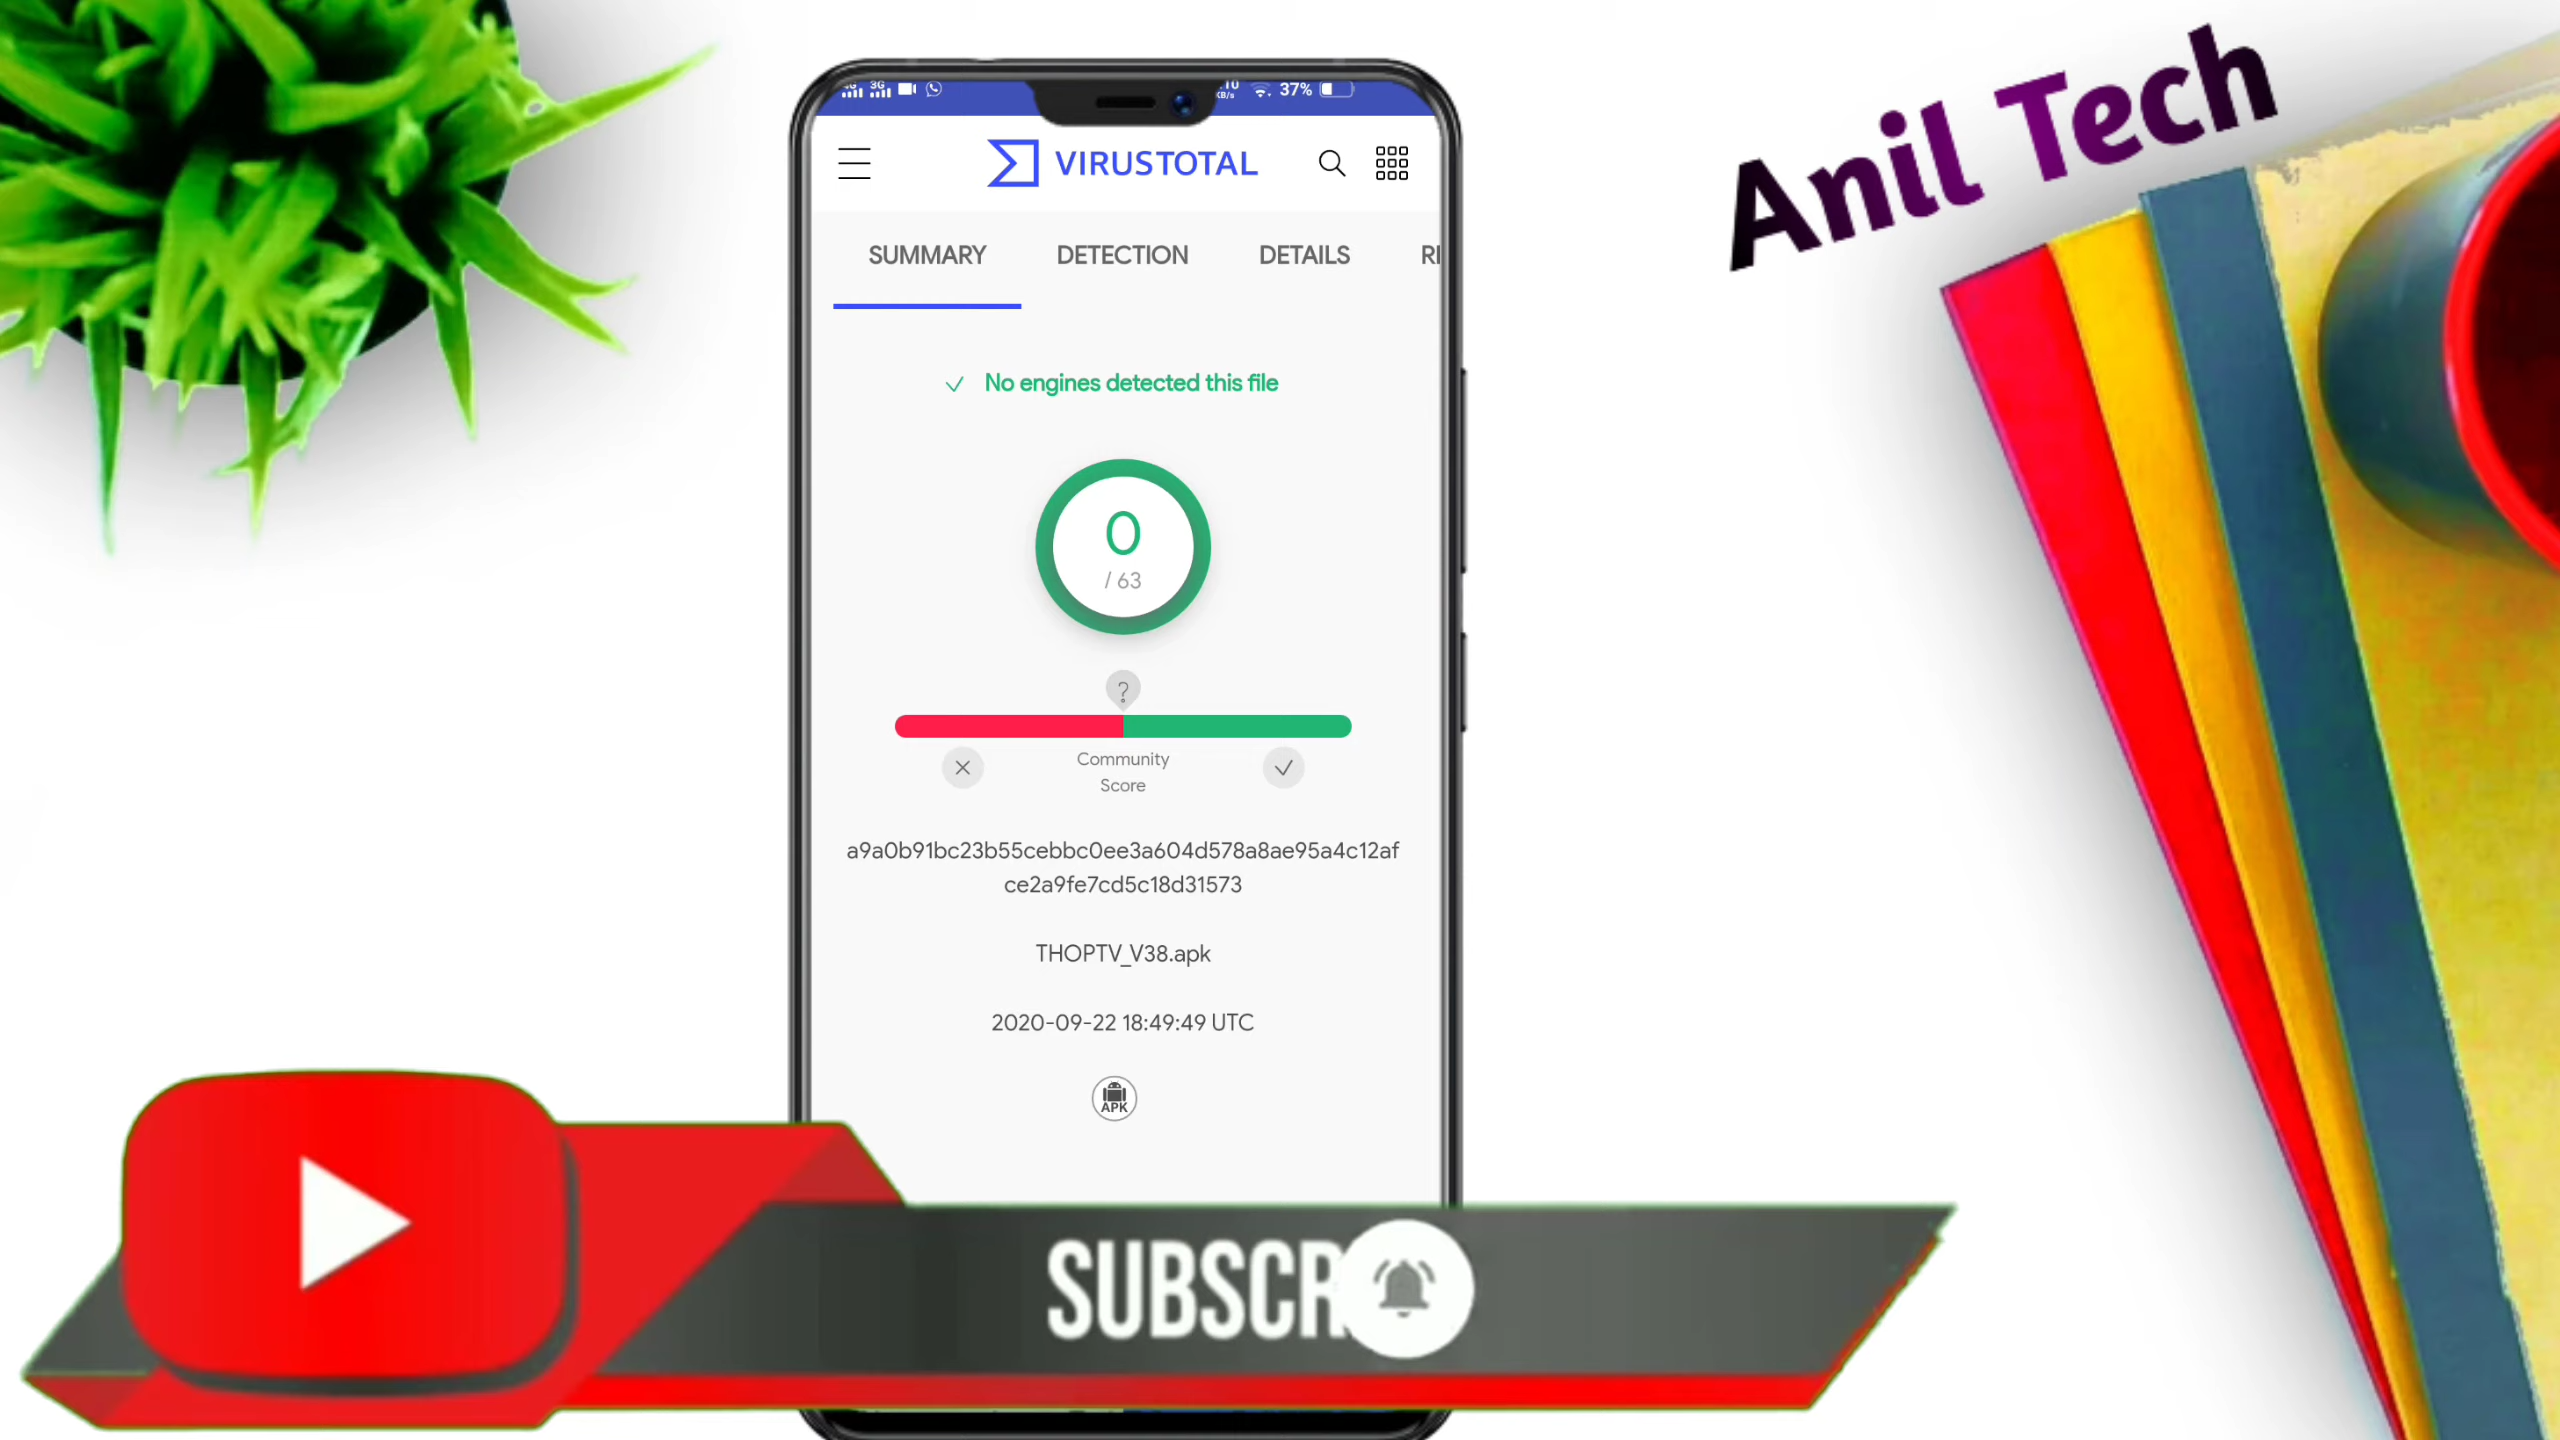 3G
37%
Anil Tech
VIRUSTOTAL
SUMMARY DETECTION DETAILS
No engines detected this file
0
/ 63
?
Community
Score
a9a0b91bc23b55cebbc0ee3a604d578a8ae95a4c12af
ce2a9fe7cd5c18d31573
THOPTV_V38.apk
2020-09-22 18:49:49 UTC
APK
SUBSCR